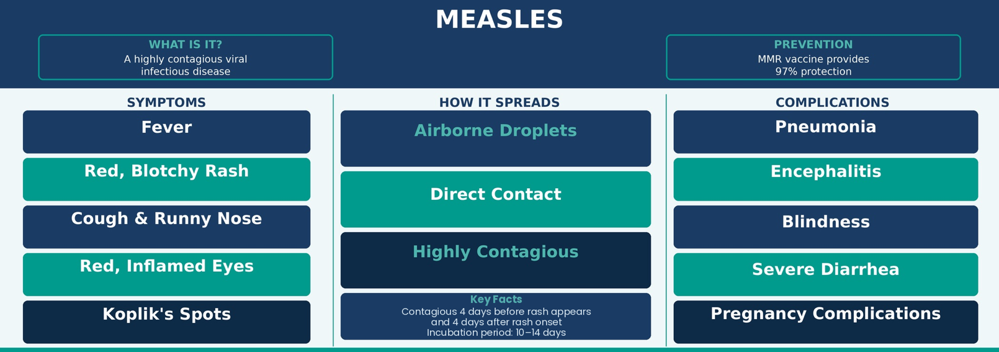 MEASLES
WHAT IS IT?
A highly contagious viral
infectious disease
PREVENTION
MMR vaccine provides
97% protection
SYMPTOMS
Fever
Red, Blotchy Rash
Cough & Runny Nose
Red, Inflamed Eyes
Koplik's Spots
HOW IT SPREADS
Airborne Droplets
Direct Contact
Highly Contagious
Key Facts
Contagious 4 days before rash appears
and 4 days after rash onset
Incubation period: 10–14 days
COMPLICATIONS
Pneumonia
Encephalitis
Blindness
Severe Diarrhea
Pregnancy Complications